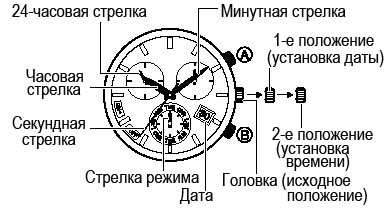 24-часовая стрелка
Минутная стрелка
1-е положение
(установка даты)
Часовая
стрелка
A
Секундная
стрелка
B
2-е положение
(установка
времени)
Стрелка режима
Дата
Головка (исходное
положение)